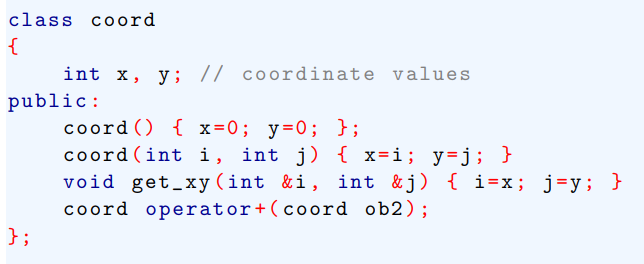 class coord
{
    int x, y; // coordinate values
public:
    coord() { x=0; y=0; };
    coord(int i, int j) { x=i; y=j; }
    void get_xy(int &i, int &j) { i=x; j=y; }
    coord operator+(coord ob2);
};